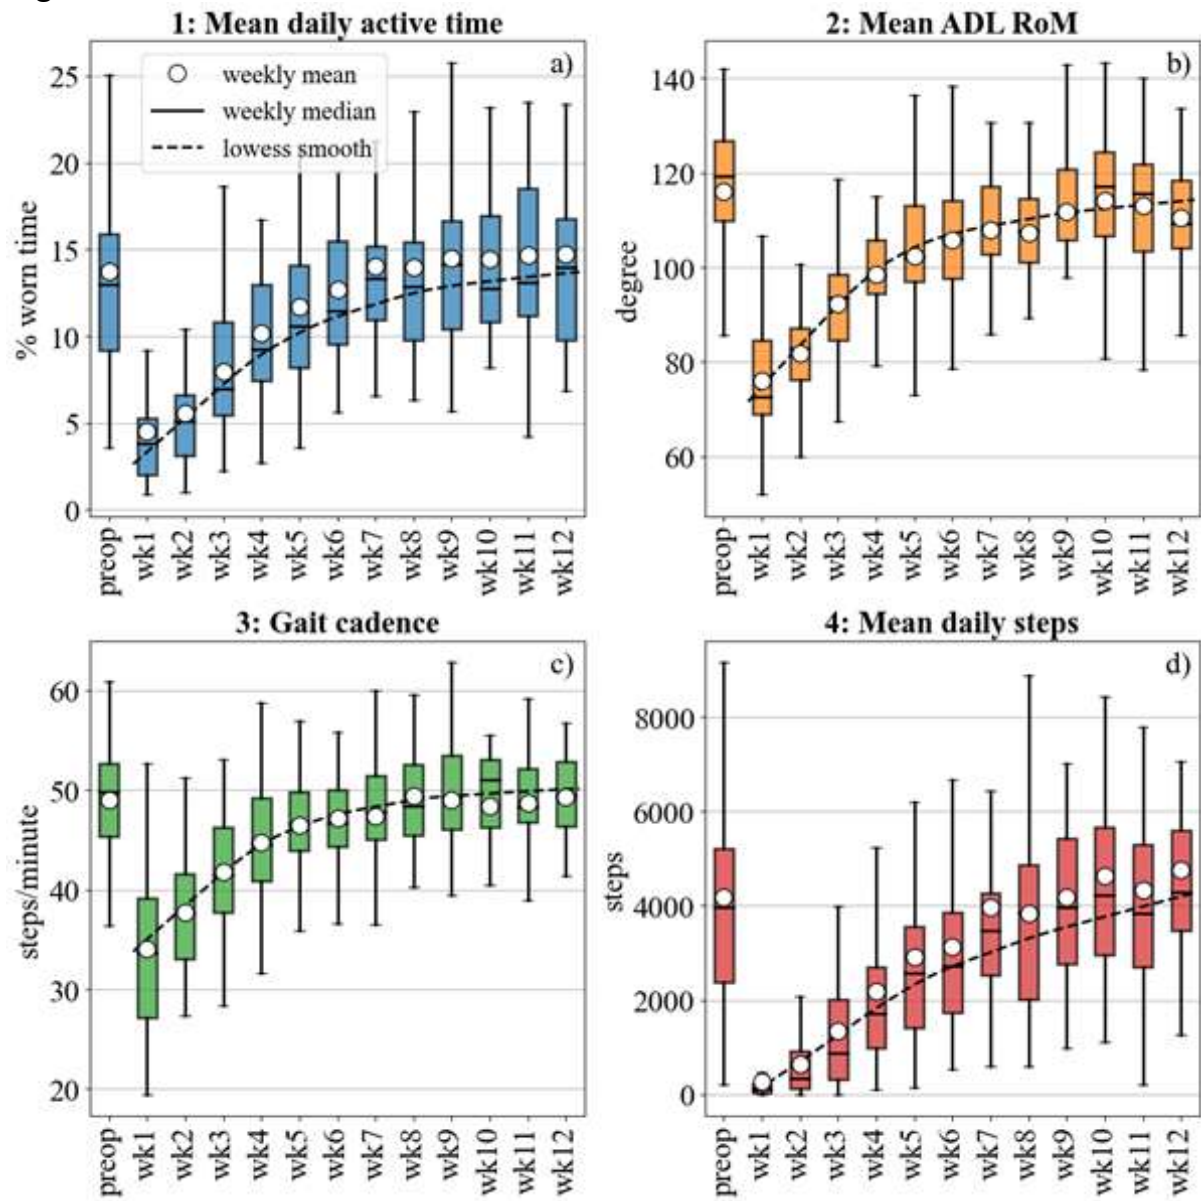 1: Mean daily active time
a)
weekly mean
weekly median
lowess smooth
25
20
15
10
5
0
% worn time
preop
wk1
wk2
wk3
wk4
wk5
wk6
wk7
wk8
wk9
wk10
wk11
wk12
2: Mean ADL RoM
b)
140
120
100
80
60
degree
preop
wk1
wk2
wk3
wk4
wk5
wk6
wk7
wk8
wk9
wk10
wk11
wk12
3: Gait cadence
c)
60
50
40
30
20
steps/minute
preop
wk1
wk2
wk3
wk4
wk5
wk6
wk7
wk8
wk9
wk10
wk11
wk12
4: Mean daily steps
d)
8000
6000
4000
2000
0
steps
preop
wk1
wk2
wk3
wk4
wk5
wk6
wk7
wk8
wk9
wk10
wk11
wk12